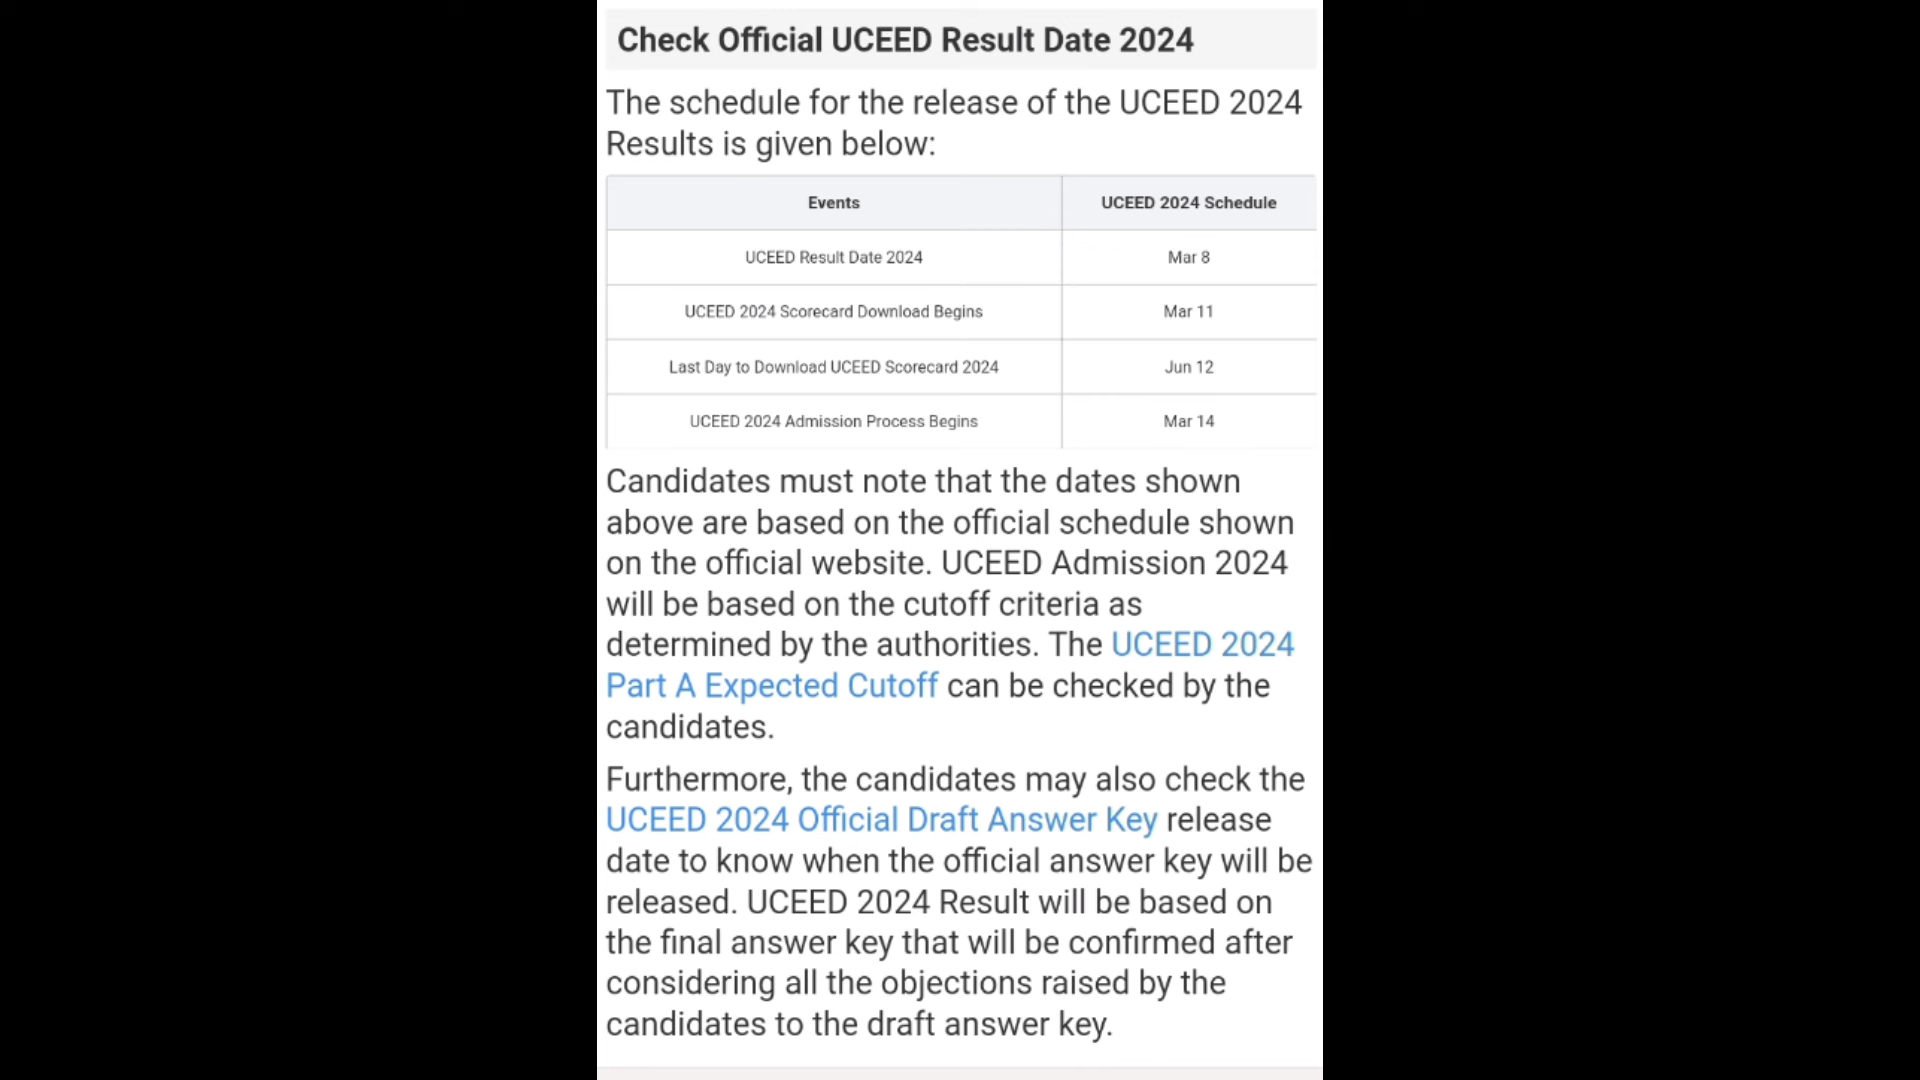 Check Official UCEED Result Date 2024
The schedule for the release of the UCEED 2024
Results is given below:
Events UCEED 2024 Schedule
UCEED Result Date 2024 Mar 8
UCEED 2024 Scorecard Download Begins Mar 11
Last Day to Download UCEED Scorecard 2024 Jun 12
UCEED 2024 Admission Process Begins Mar 14
Candidates must note that the dates shown
above are based on the official schedule shown
on the official website. UCEED Admission 2024
will be based on the cutoff criteria as
determined by the authorities. The UCEED 2024
Part A Expected Cutoff can be checked by the
candidates.
Furthermore, the candidates may also check the
UCEED 2024 Official Draft Answer Key release
date to know when the official answer key will be
released. UCEED 2024 Result will be based on
the final answer key that will be confirmed after
considering all the objections raised by the
candidates to the draft answer key.